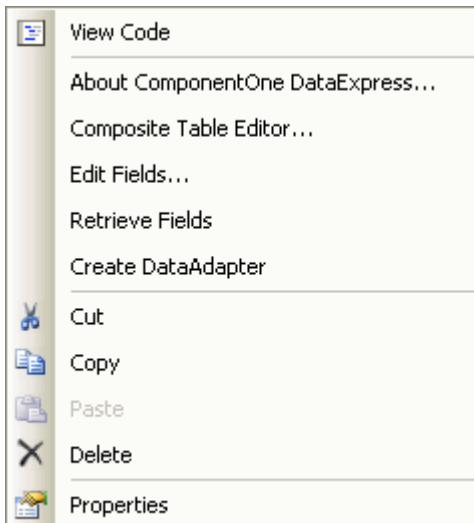 View Code
About ComponentOne DataExpress...
Composite Table Editor...
Edit Fields...
Retrieve Fields
Create DataAdapter
Cut
Copy
Paste
Delete
Properties